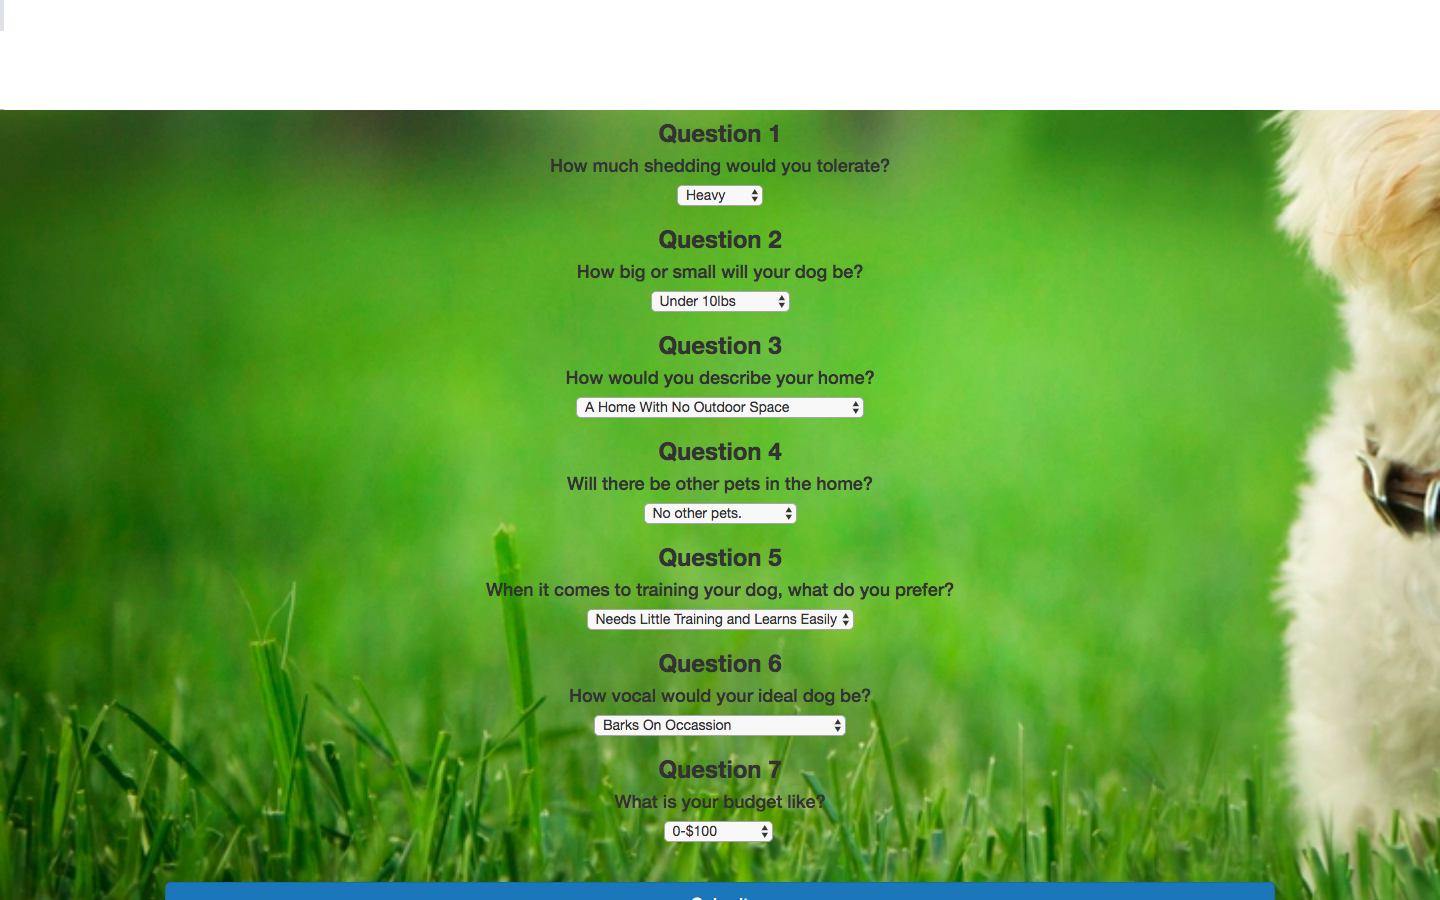 Question 1
How much shedding would you tolerate?
Heavy
Question 2
How big or small will your dog be?
Under 10lbs
Question 3
How would you describe your home?
A Home With No Outdoor Space
Question 4
Will there be other pets in the home?
No other pets.
Question 5
When it comes to training your dog, what do you prefer?
Needs Little Training and Learns Easily
Question 6
How vocal would your ideal dog be?
Barks On Occassion
Question 7
What is your budget like?
0-$100